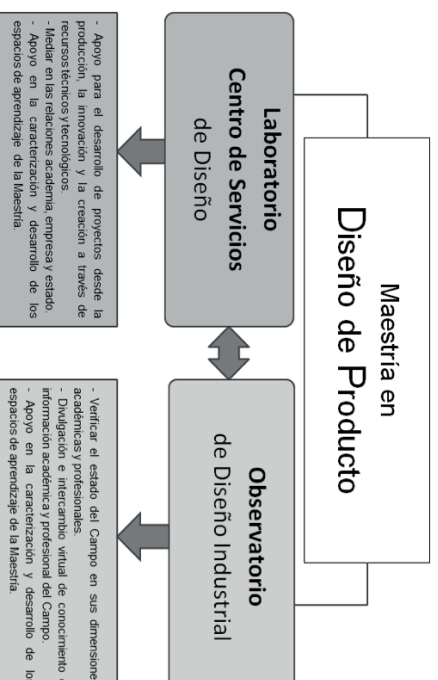 Maestría en
Diseño de Producto
Laboratorio
Centro de Servicios
de Diseño
- Apoyo para el desarrollo de proyectos desde la
producción, la innovación y la creación a través de
recursos técnicos y tecnológicos.
- Mediar en las relaciones academia, empresa y estado.
- Apoyo en la caracterización y desarrollo de los
espacios de aprendizaje de la Maestría.
Observatorio
de Diseño Industrial
- Verificar el estado del Campo en sus dimensione
académicas y profesionales.
- Divulgación e intercambio virtual de conocimiento
información académica y profesional del Campo.
- Apoyo en la caracterización y desarrollo de lo
espacios de aprendizaje de la Maestría.